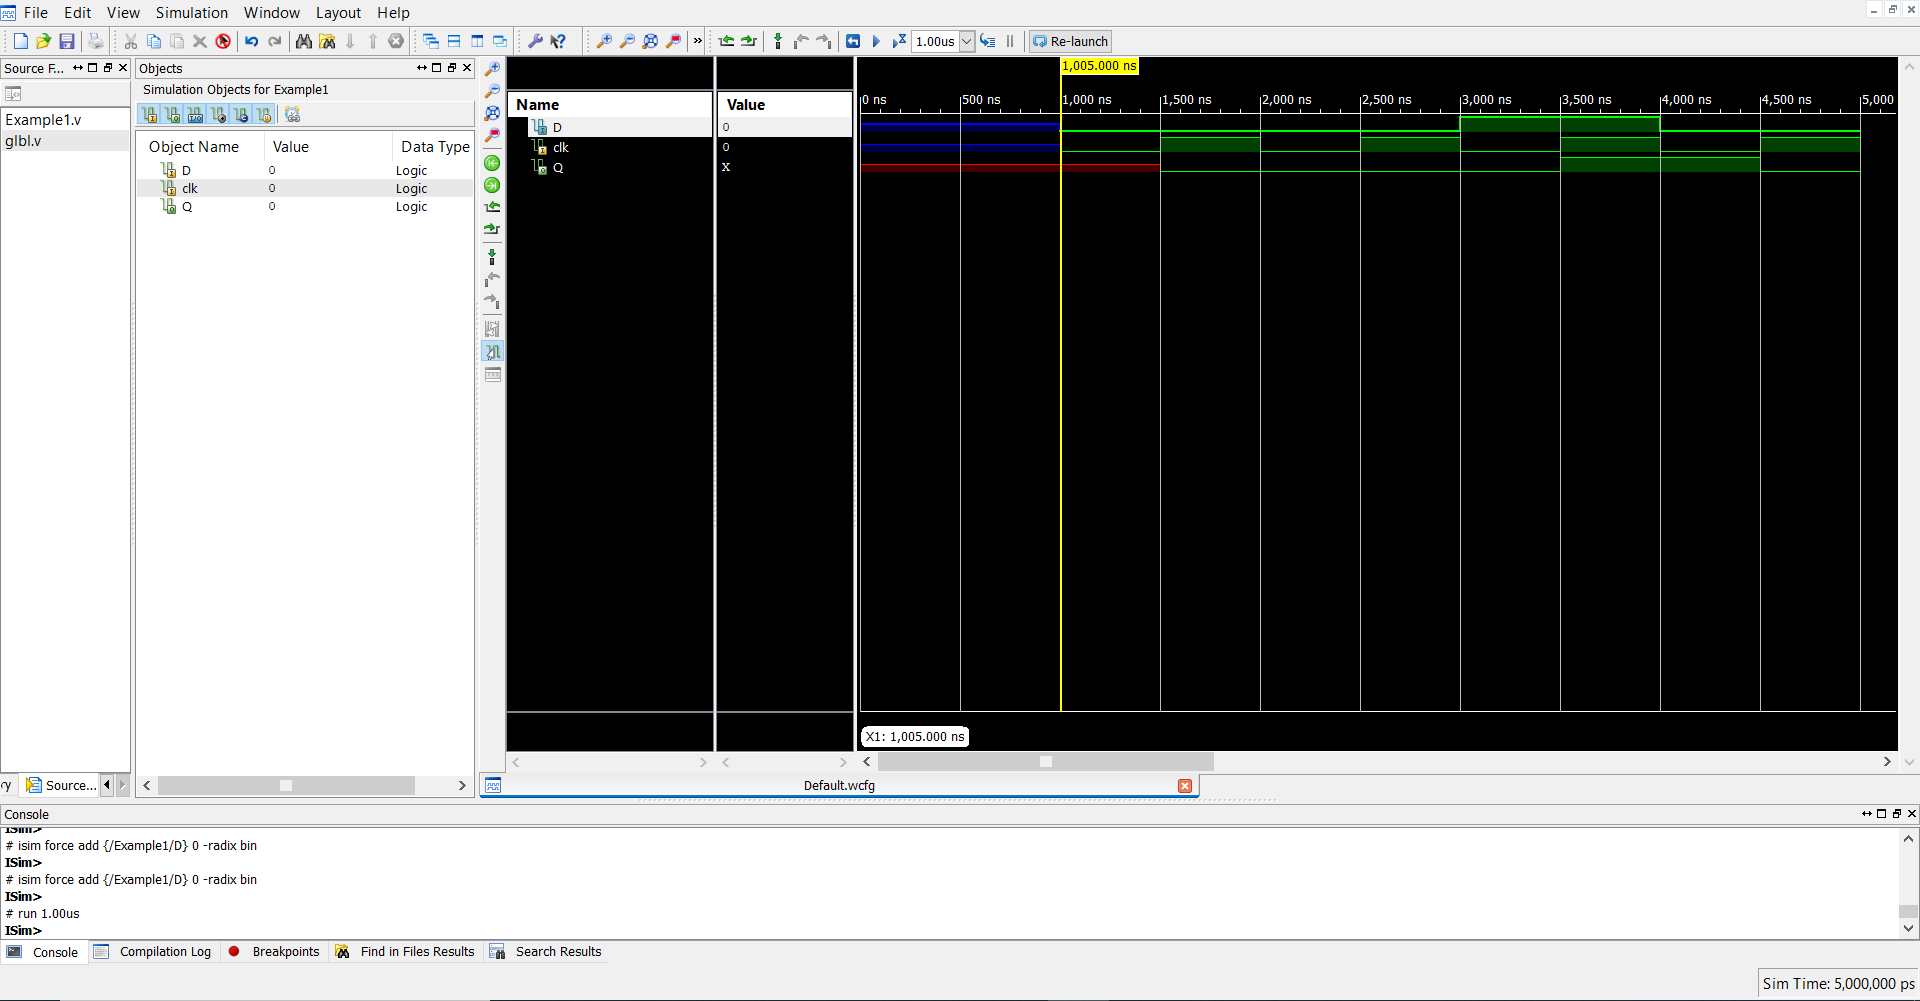 File Edit View Simulation Window Layout Help
1.00us Re-launch
Source F...
Example1.v
glbl.v
Source...
Objects
Simulation Objects for Example1
Object Name Value Data Type
D 0 Logic
clk 0 Logic
Q 0 Logic
Name Value
D 0
clk 0
Q X
1,005.000 ns
0 ns 500 ns 1,000 ns 1,500 ns 2,000 ns 2,500 ns 3,000 ns 3,500 ns 4,000 ns 4,500 ns 5,000
X1: 1,005.000 ns
Default.wcfg
Console
ISim>
# isim force add {/Example1/D} 0 -radix bin
ISim>
# isim force add {/Example1/D} 0 -radix bin
ISim>
# run 1.00us
ISim>
Console Compilation Log Breakpoints Find in Files Results Search Results
Sim Time: 5,000,000 ps